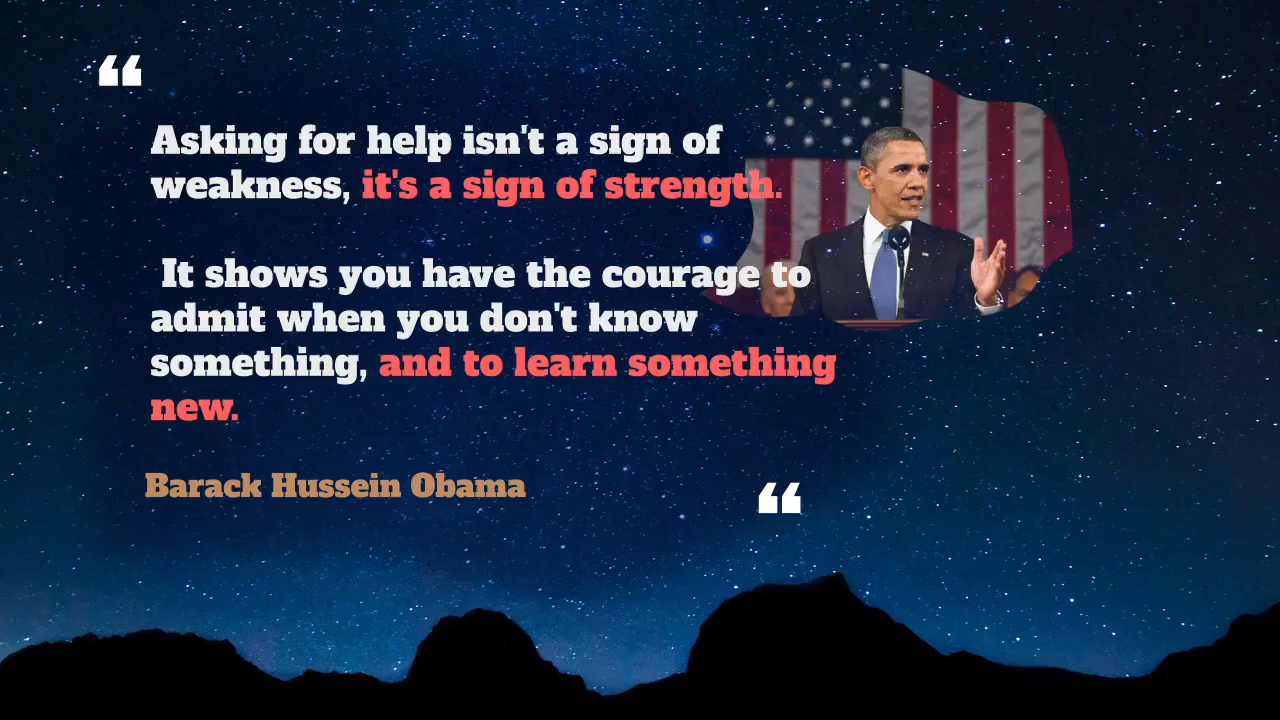 ❝
Asking for help isn't a sign of
weakness, it's a sign of strength.
It shows you have the courage to
admit when you don't know
something, and to learn something
new.
Barack Hussein Obama
❝